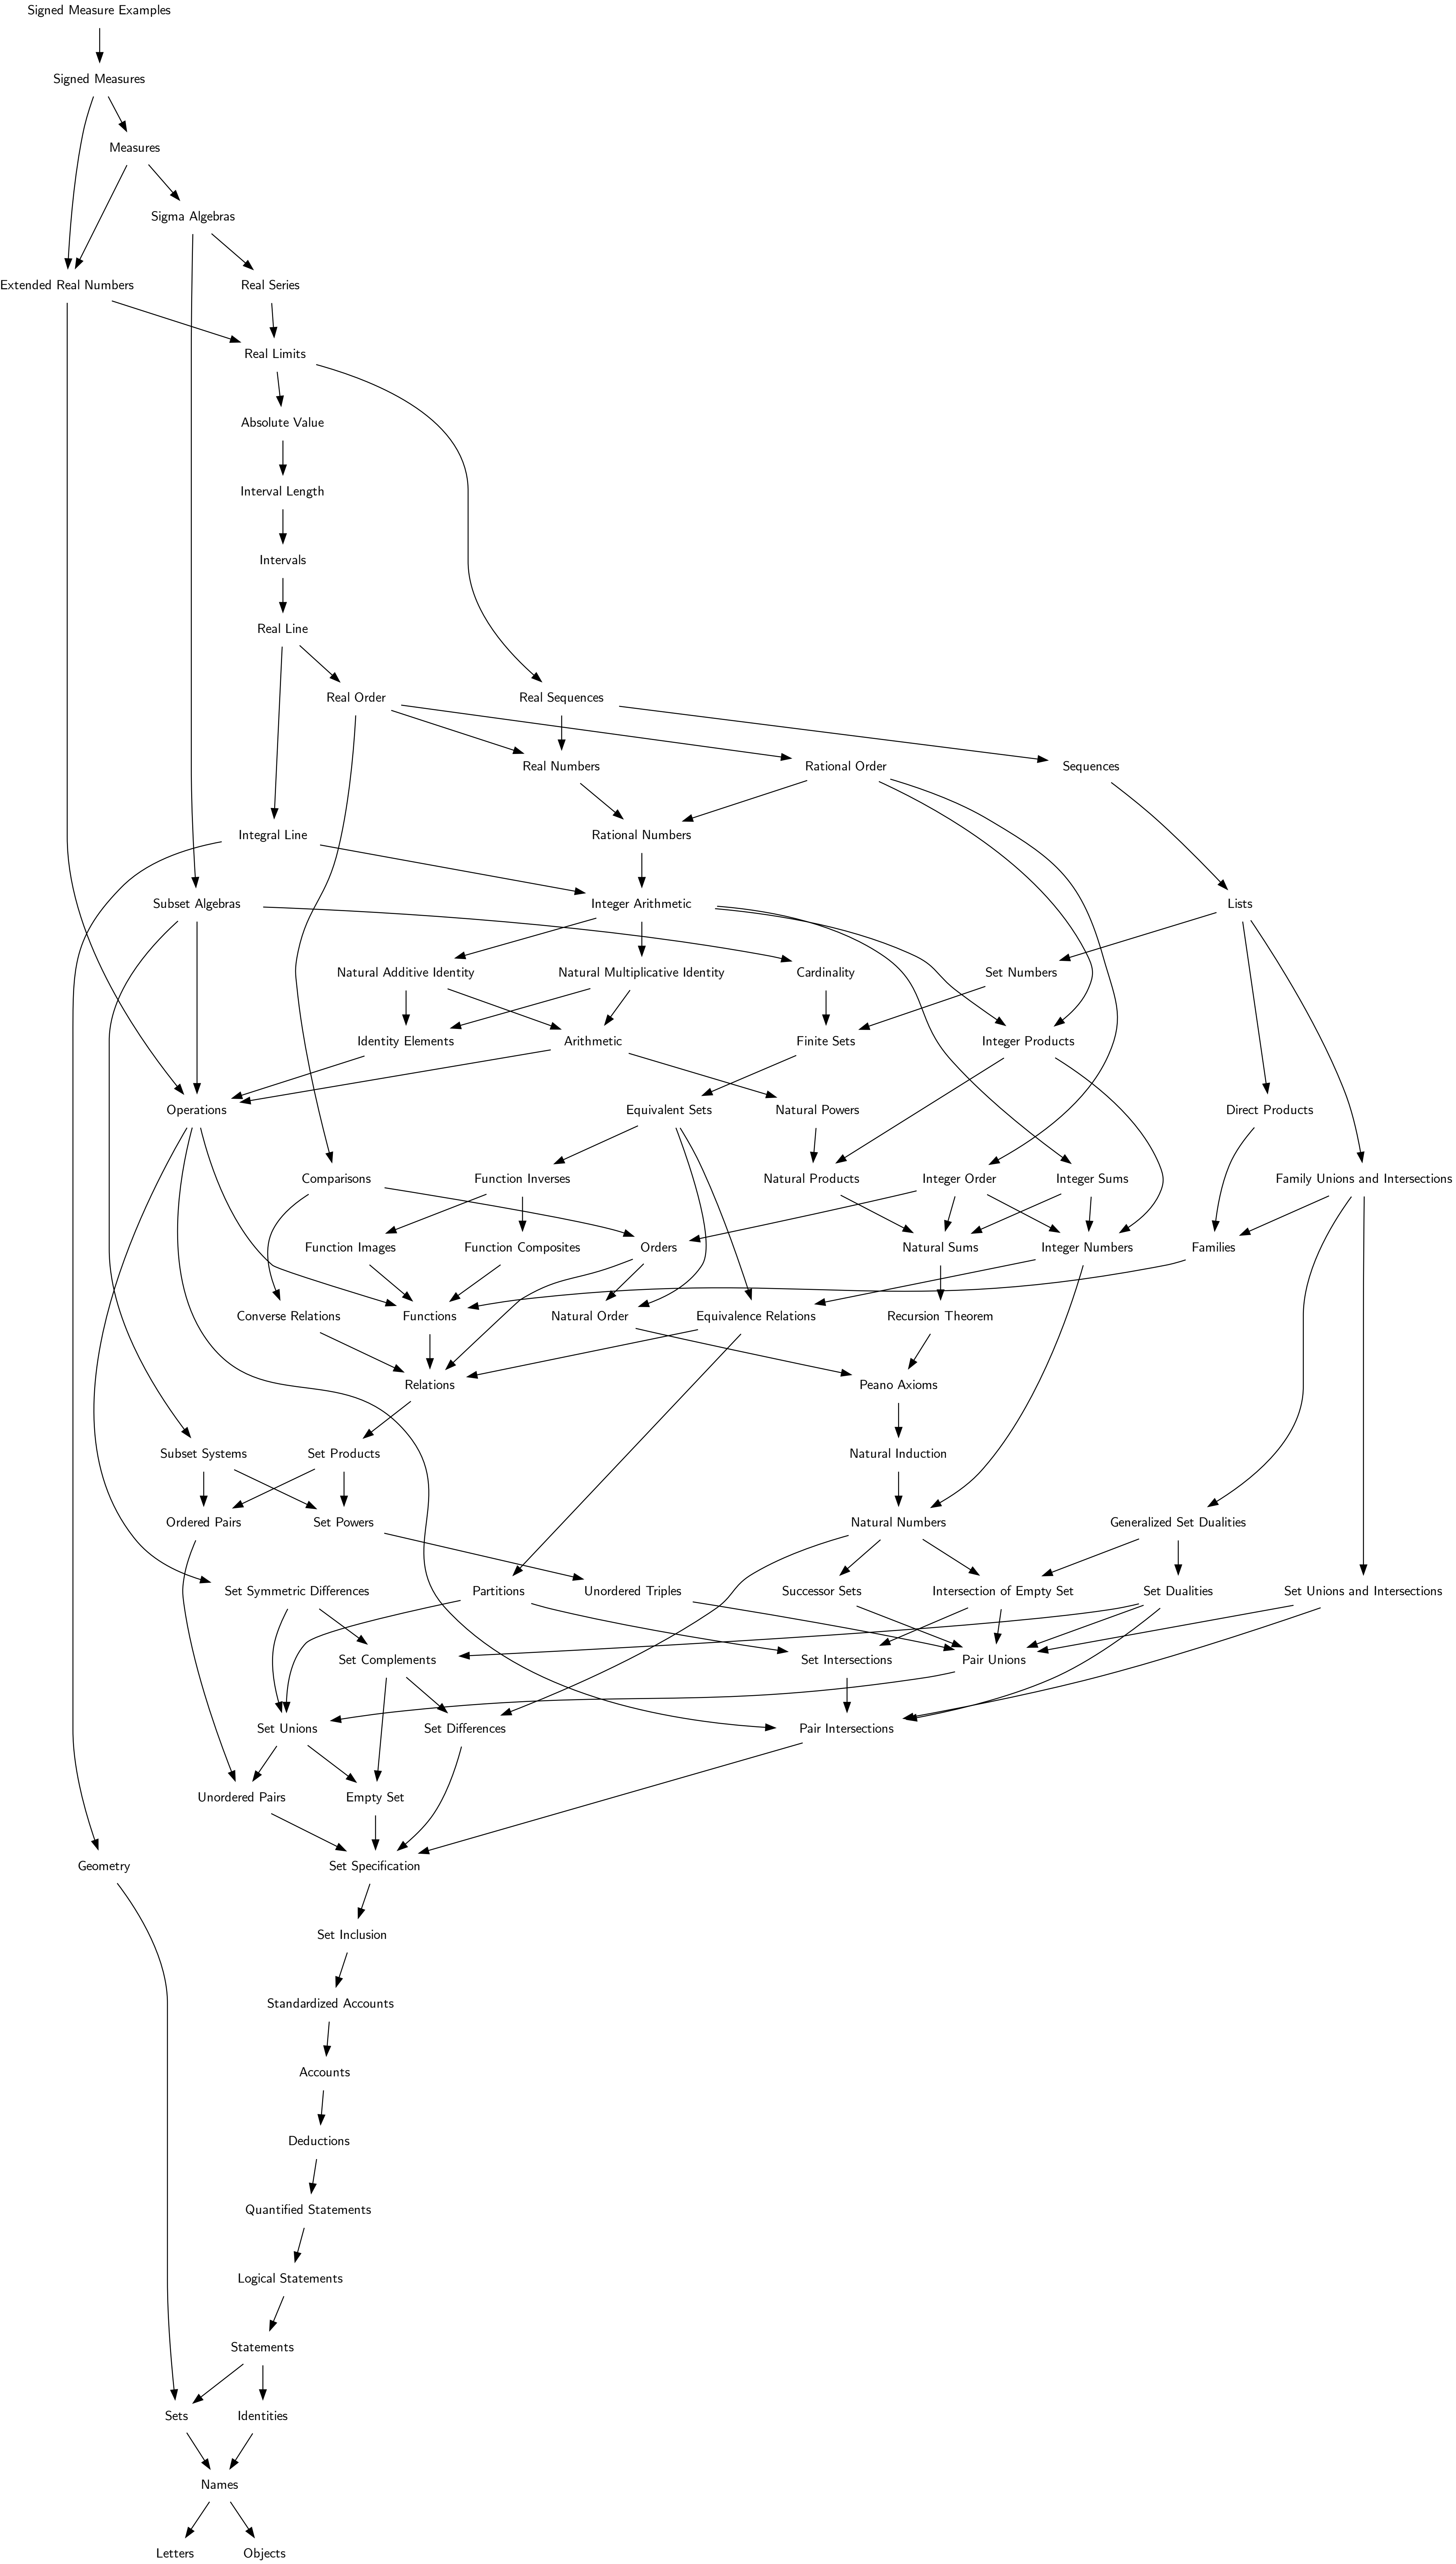 Signed Measure Examples
Signed Measures
Measures
Sigma Algebras
Extended Real Numbers
Real Series
Real Limits
Absolute Value
Interval Length
Intervals
Real Line
Real Order
Real Sequences
Real Numbers
Rational Order
Sequences
Integral Line
Rational Numbers
Subset Algebras
Integer Arithmetic
Lists
Natural Additive Identity
Natural Multiplicative Identity
Cardinality
Set Numbers
Identity Elements
Arithmetic
Finite Sets
Integer Products
Operations
Equivalent Sets
Natural Powers
Direct Products
Comparisons
Function Inverses
Natural Products
Integer Order
Integer Sums
Family Unions and Intersections
Function Images
Function Composites
Orders
Natural Sums
Integer Numbers
Families
Converse Relations
Functions
Natural Order
Equivalence Relations
Recursion Theorem
Relations
Peano Axioms
Subset Systems
Set Products
Natural Induction
Ordered Pairs
Set Powers
Natural Numbers
Generalized Set Dualities
Set Symmetric Differences
Partitions
Unordered Triples
Successor Sets
Intersection of Empty Set
Set Dualities
Set Unions and Intersections
Set Complements
Set Intersections
Pair Unions
Set Unions
Set Differences
Pair Intersections
Unordered Pairs
Empty Set
Geometry
Set Specification
Set Inclusion
Standardized Accounts
Accounts
Deductions
Quantified Statements
Logical Statements
Statements
Sets
Identities
Names
Letters
Objects